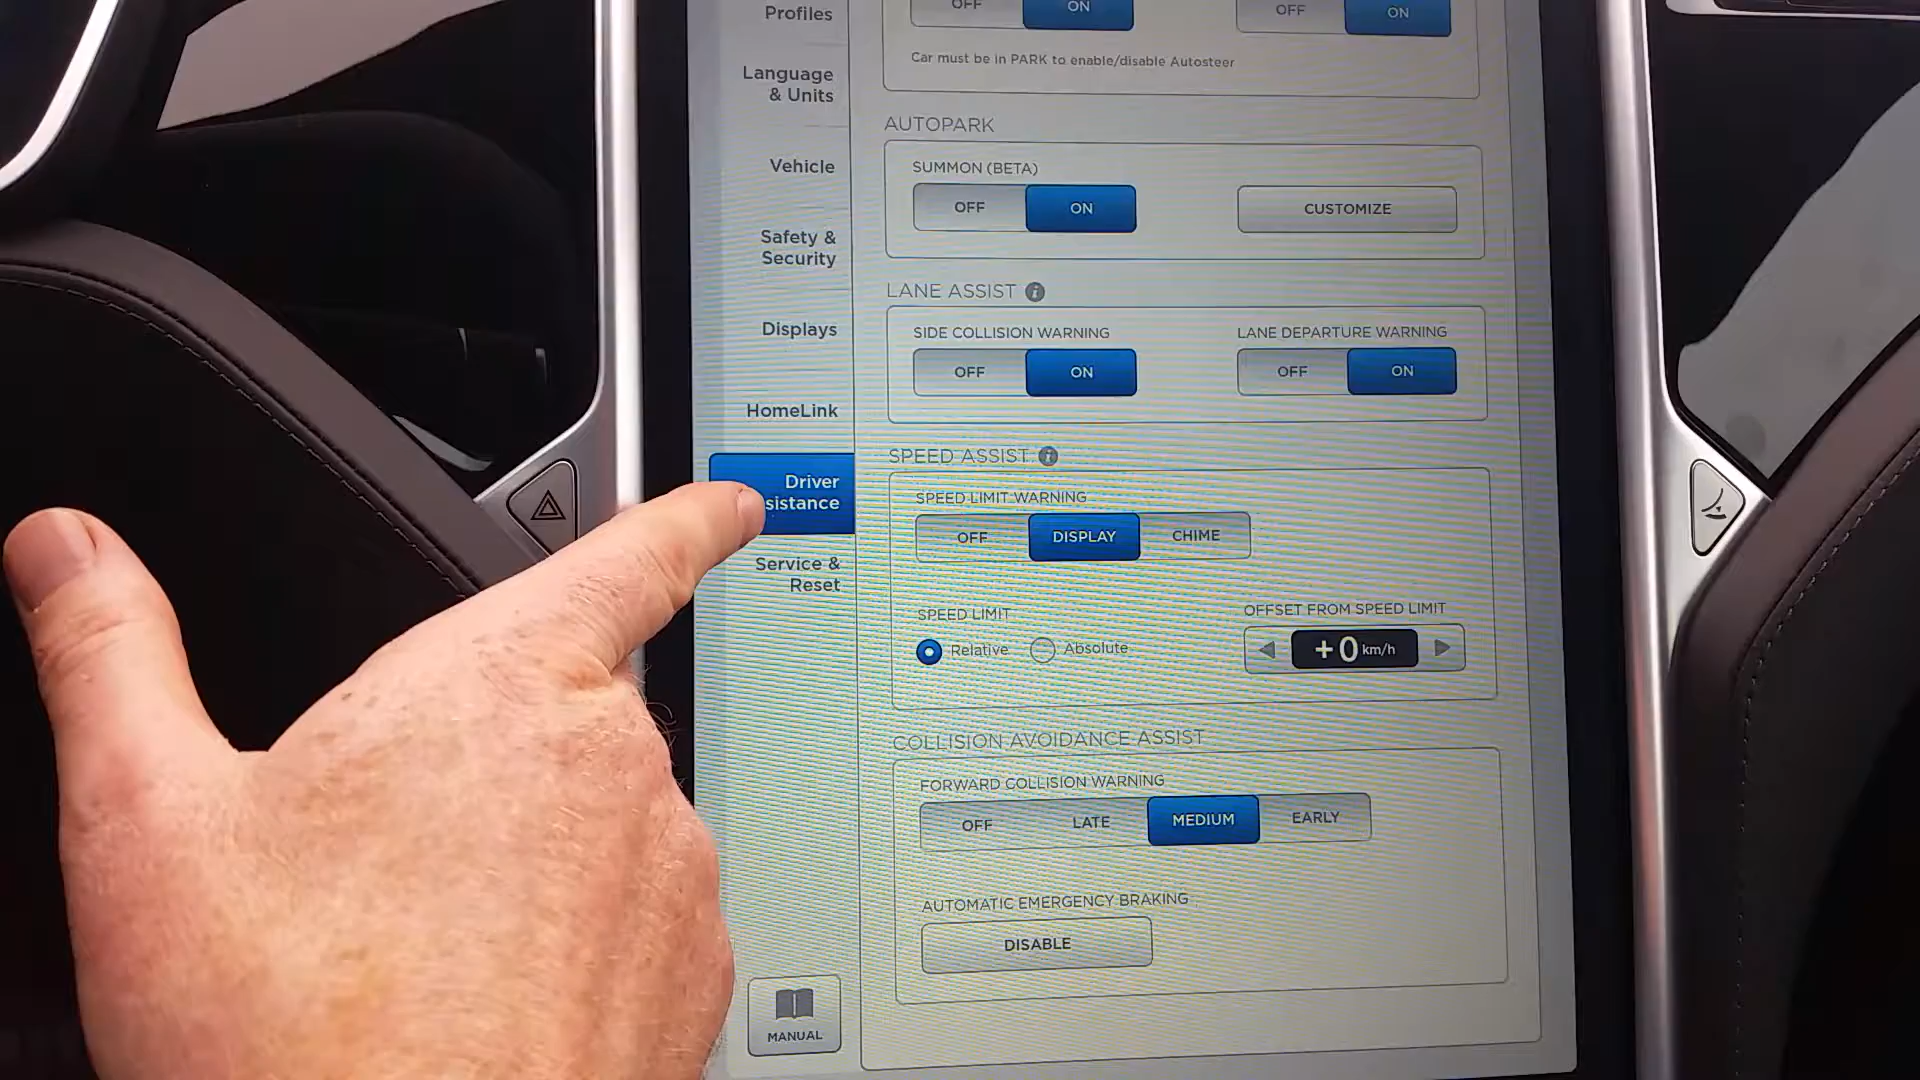 Profiles
Language
& Units
Vehicle
Safety &
Security
Displays
HomeLink
Driver
sistance
Service &
Reset
MANUAL
OFF ON OFF ON
Car must be in PARK to enable/disable Autosteer
AUTOPARK
SUMMON (BETA)
OFF ON CUSTOMIZE
LANE ASSIST i
SIDE COLLISION WARNING LANE DEPARTURE WARNING
OFF ON OFF ON
SPEED ASSIST i
SPEED LIMIT WARNING
OFF DISPLAY CHIME
SPEED LIMIT OFFSET FROM SPEED LIMIT
Relative Absolute +0 km/h
COLLISION AVOIDANCE ASSIST
FORWARD COLLISION WARNING
OFF LATE MEDIUM EARLY
AUTOMATIC EMERGENCY BRAKING
DISABLE